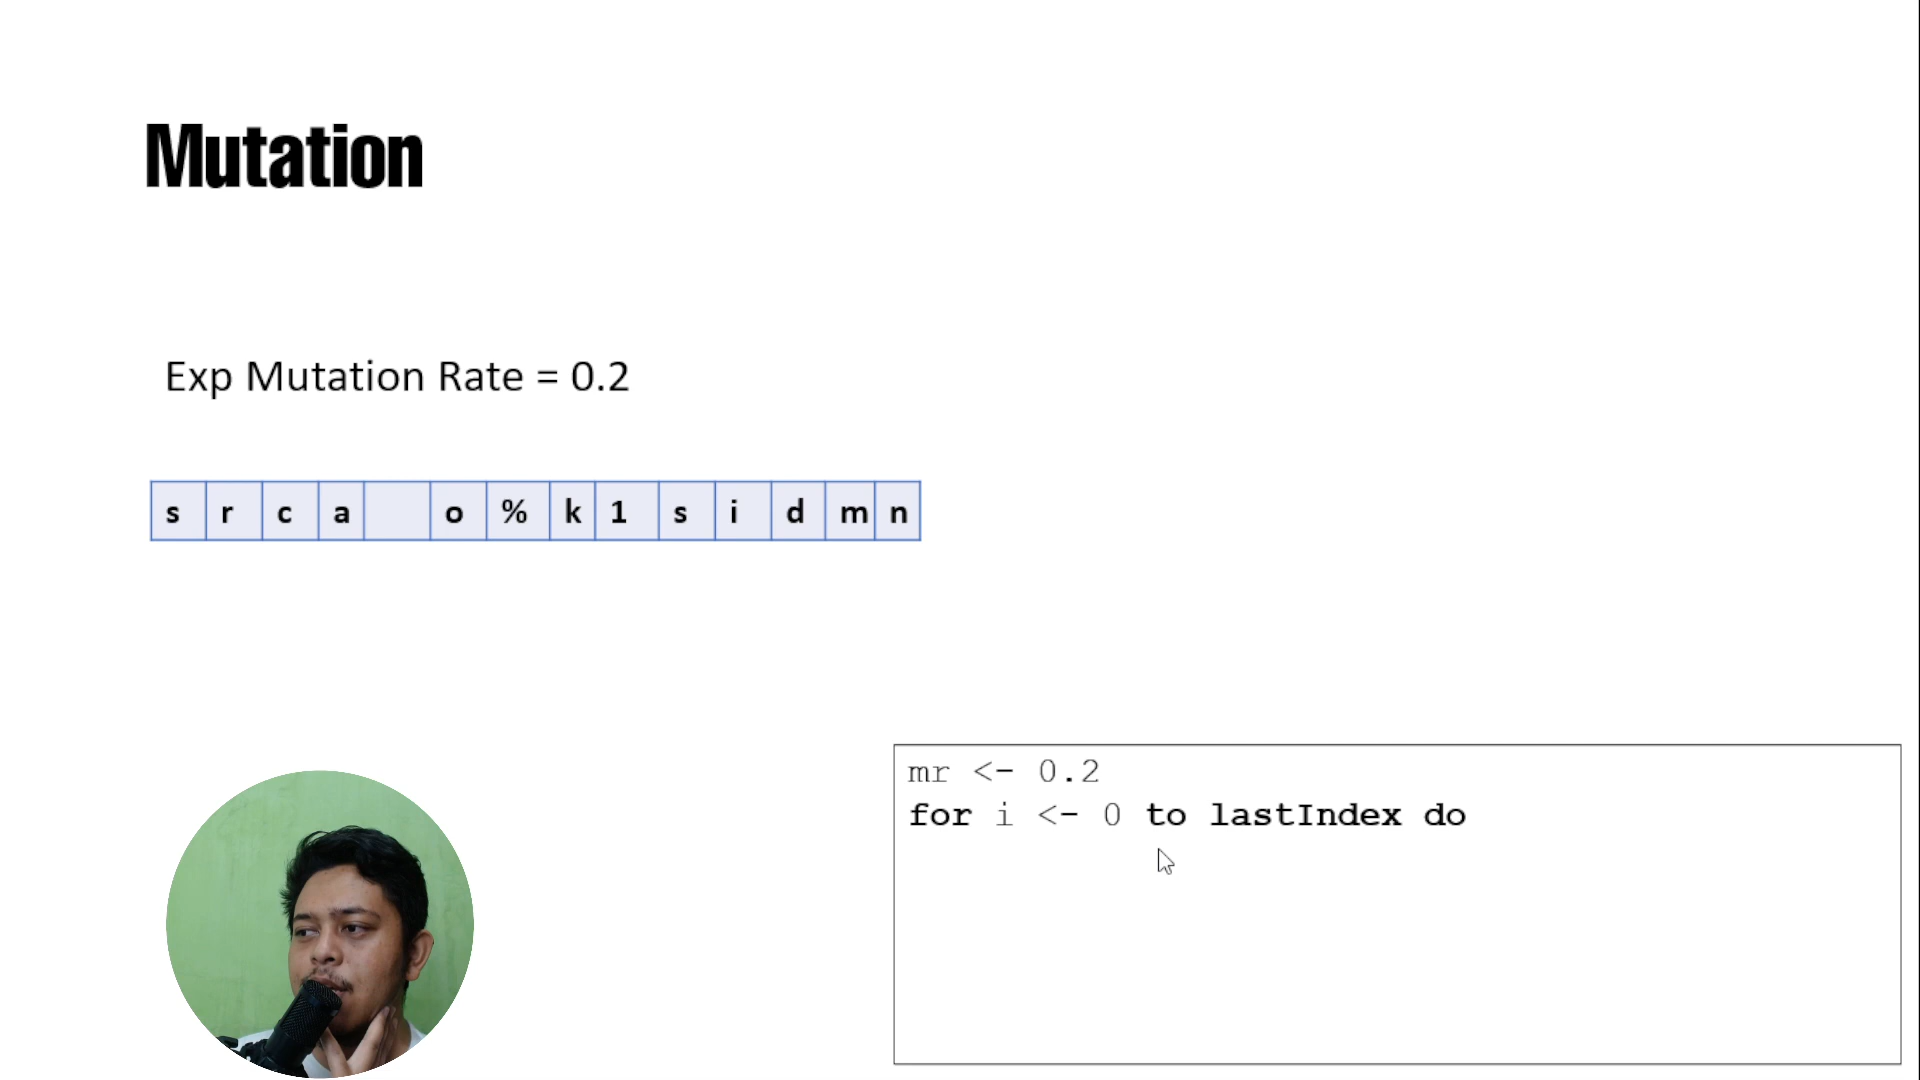 Mutation
Exp Mutation Rate = 0.2
s r c a o % k 1 s i d m n
mr <- 0.2
for i <- 0 to lastIndex do